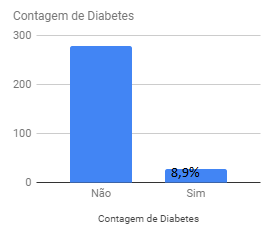 Contagem de Diabetes
300
200
100
0
8,9%
Não Sim
Contagem de Diabetes